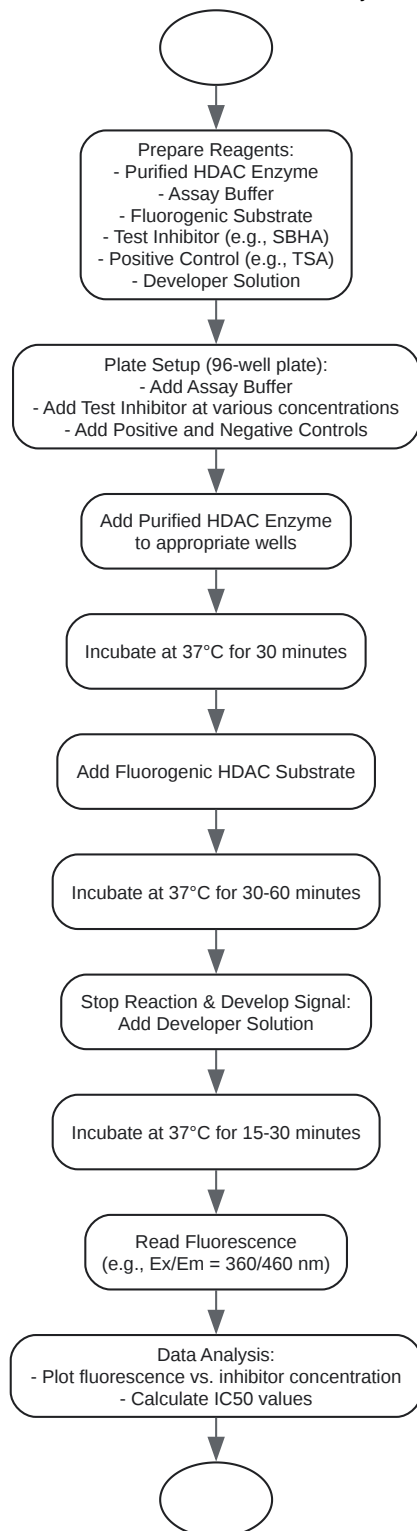 Prepare Reagents:
- Purified HDAC Enzyme
- Assay Buffer
- Fluorogenic Substrate
- Test Inhibitor (e.g., SBHA)
- Positive Control (e.g., TSA)
- Developer Solution
Plate Setup (96-well plate):
- Add Assay Buffer
- Add Test Inhibitor at various concentrations
- Add Positive and Negative Controls
Add Purified HDAC Enzyme
to appropriate wells
Incubate at 37°C for 30 minutes
Add Fluorogenic HDAC Substrate
Incubate at 37°C for 30-60 minutes
Stop Reaction & Develop Signal:
Add Developer Solution
Incubate at 37°C for 15-30 minutes
Read Fluorescence
(e.g., Ex/Em = 360/460 nm)
Data Analysis:
- Plot fluorescence vs. inhibitor concentration
- Calculate IC50 values